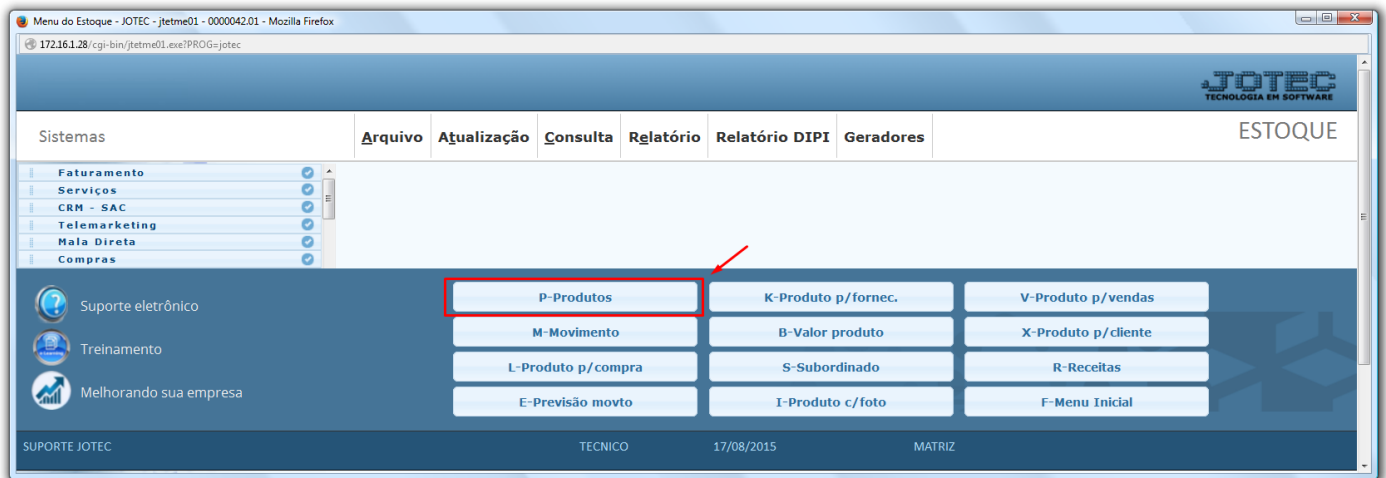 Menu do Estoque - JOTEC - jtetme01 - 0000042.01 - Mozilla Firefox
172.16.1.28/cgi-bin/jtetme01.exe?PROG=jotec
JOTEC
TECNOLOGIA EM SOFTWARE
Sistemas Arquivo Atualização Consulta Relatório Relatório DIPI Geradores ESTOQUE
Faturamento
Serviços
CRM - SAC
Telemarketing
Mala Direta
Compras
Suporte eletrônico
Treinamento
Melhorando sua empresa
P-Produtos K-Produto p/fornec. V-Produto p/vendas
M-Movimento B-Valor produto X-Produto p/cliente
L-Produto p/compra S-Subordinado R-Receitas
E-Previsão movto I-Produto c/foto F-Menu Inicial
SUPORTE JOTEC TECNICO 17/08/2015 MATRIZ